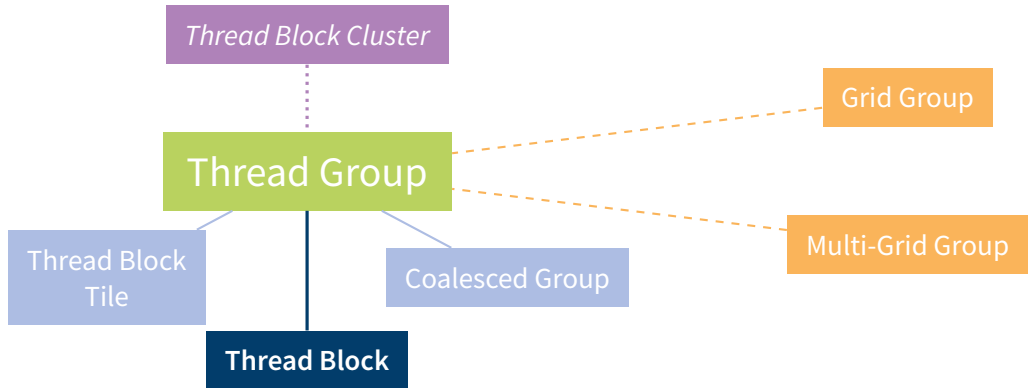 Thread Block Cluster
Grid Group
Thread Group
Multi-Grid Group
Thread Block
Tile
Coalesced Group
Thread Block